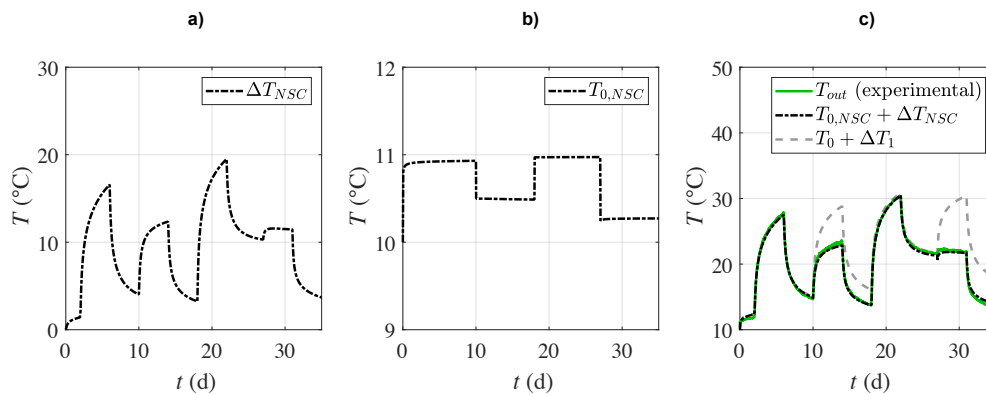 a)
b)
c)
30
20
10
0
T (°C)
ΔT_NSC
0
10
20
30
t (d)
12
11
10
9
T (°C)
T_0,NSC
0
10
20
30
t (d)
50
40
30
20
10
T (°C)
T_out (experimental)
T_0,NSC + ΔT_NSC
T_0 + ΔT_1
0
10
20
30
t (d)